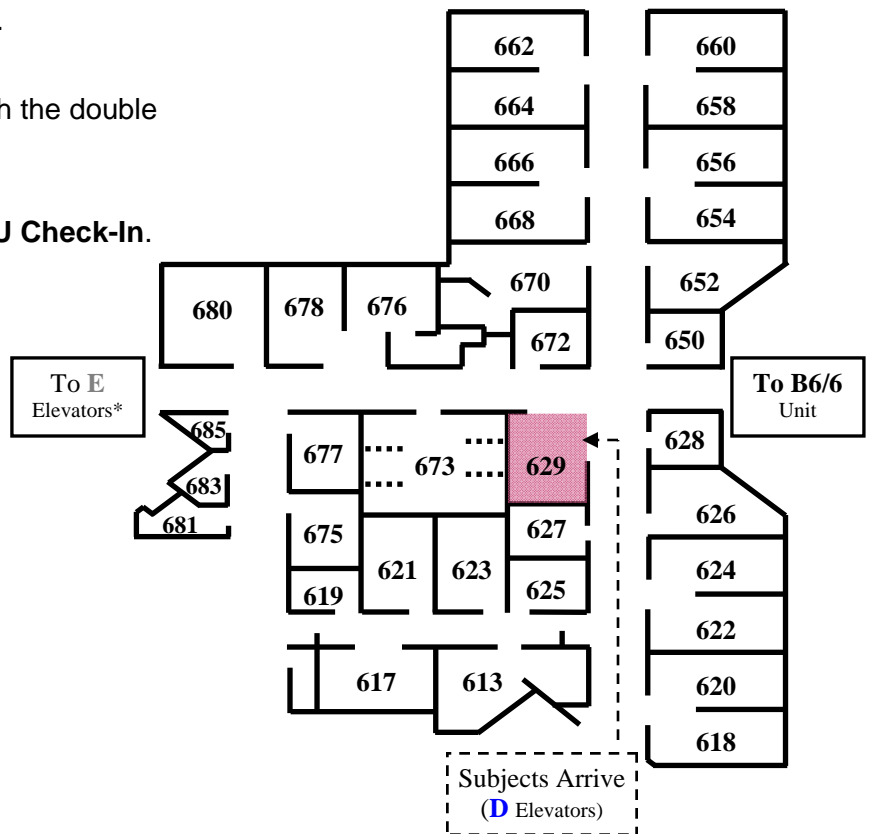 .
h the double
U Check-In.
662 660
664 658
666 656
668 654
670 652
680 678 676
672 650
To E
Elevators*
To B6/6
Unit
685 677 673 629 628
683 626
681 675 627
621 623 624
619 625
622
617 613
620
618
Subjects Arrive
(D Elevators)